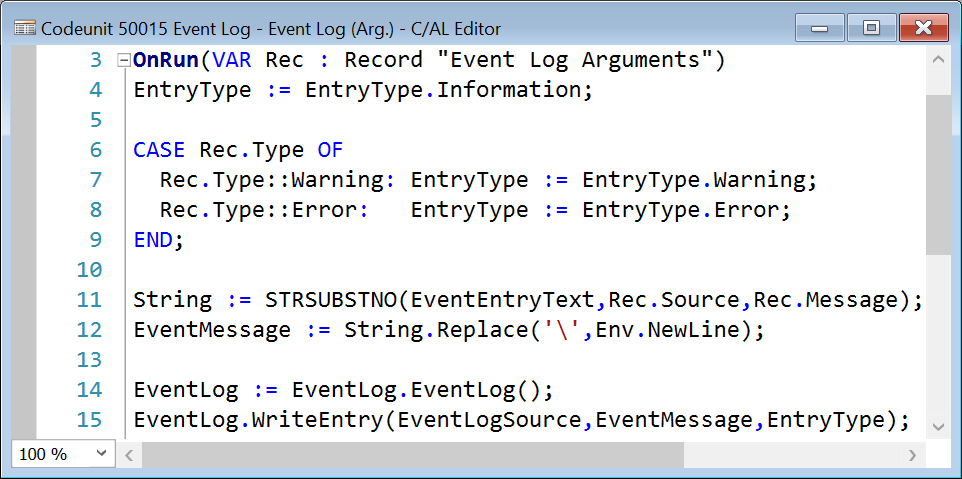 Codeunit 50015 Event Log - Event Log (Arg.) - C/AL Editor
3 OnRun(VAR Rec : Record "Event Log Arguments")
4 EntryType := EntryType.Information;
5
6 CASE Rec.Type OF
7   Rec.Type::Warning: EntryType := EntryType.Warning;
8   Rec.Type::Error:   EntryType := EntryType.Error;
9 END;
10
11 String := STRSUBSTNO(EventEntryText,Rec.Source,Rec.Message);
12 EventMessage := String.Replace('\',Env.NewLine);
13
14 EventLog := EventLog.EventLog();
15 EventLog.WriteEntry(EventLogSource,EventMessage,EntryType);
100 %